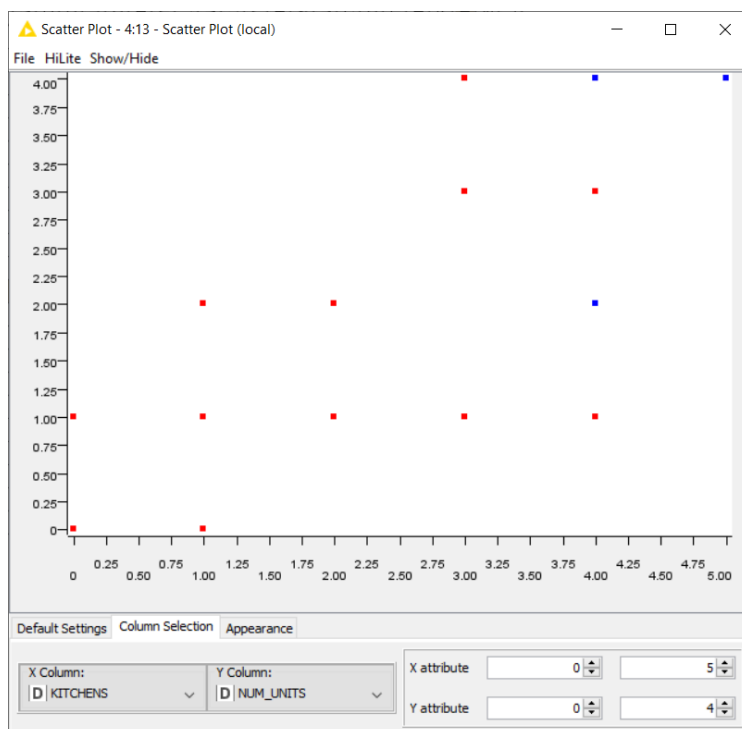 Scatter Plot - 4:13 - Scatter Plot (local)
File HiLite Show/Hide
4.00
3.75
3.50
3.25
3.00
2.75
2.50
2.25
2.00
1.75
1.50
1.25
1.00
0.75
0.50
0.25
0
0.25 0.75 1.25 1.75 2.25 2.75 3.25 3.75 4.25 4.75
0 0.50 1.00 1.50 2.00 2.50 3.00 3.50 4.00 4.50 5.00
Default Settings Column Selection Appearance
X Column: Y Column: X attribute 0 5
D KITCHENS D NUM_UNITS
Y attribute 0 4